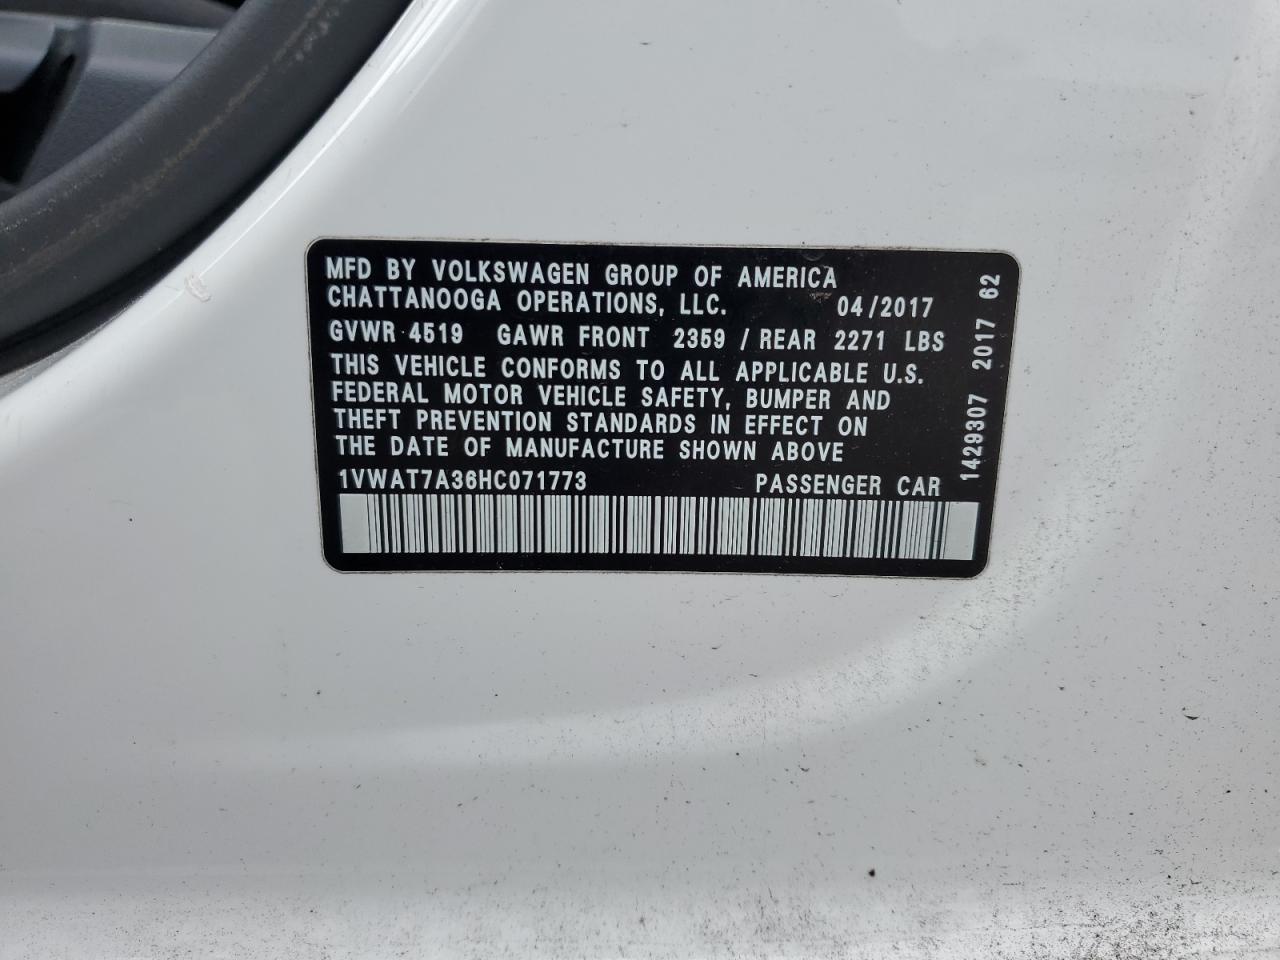 MFD BY VOLKSWAGEN GROUP OF AMERICA
CHATTANOOGA OPERATIONS, LLC. 04/2017
GVWR 4519 GAWR FRONT 2359 / REAR 2271 LBS
THIS VEHICLE CONFORMS TO ALL APPLICABLE U.S.
FEDERAL MOTOR VEHICLE SAFETY, BUMPER AND
THEFT PREVENTION STANDARDS IN EFFECT ON
THE DATE OF MANUFACTURE SHOWN ABOVE
1VWAT7A36HC071773 PASSENGER CAR
1429307 2017 62